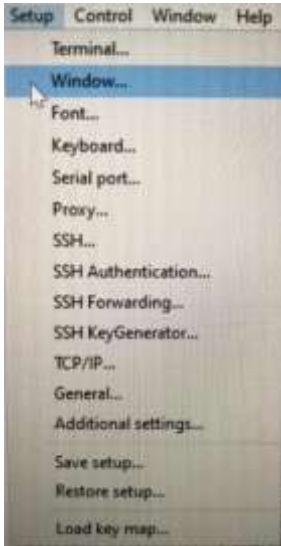 Setup Control Window Help
Terminal...
Window...
Font...
Keyboard...
Serial port...
Proxy...
SSH...
SSH Authentication...
SSH Forwarding...
SSH KeyGenerator...
TCP/IP...
General...
Additional settings...
Save setup...
Restore setup...
Load key map...